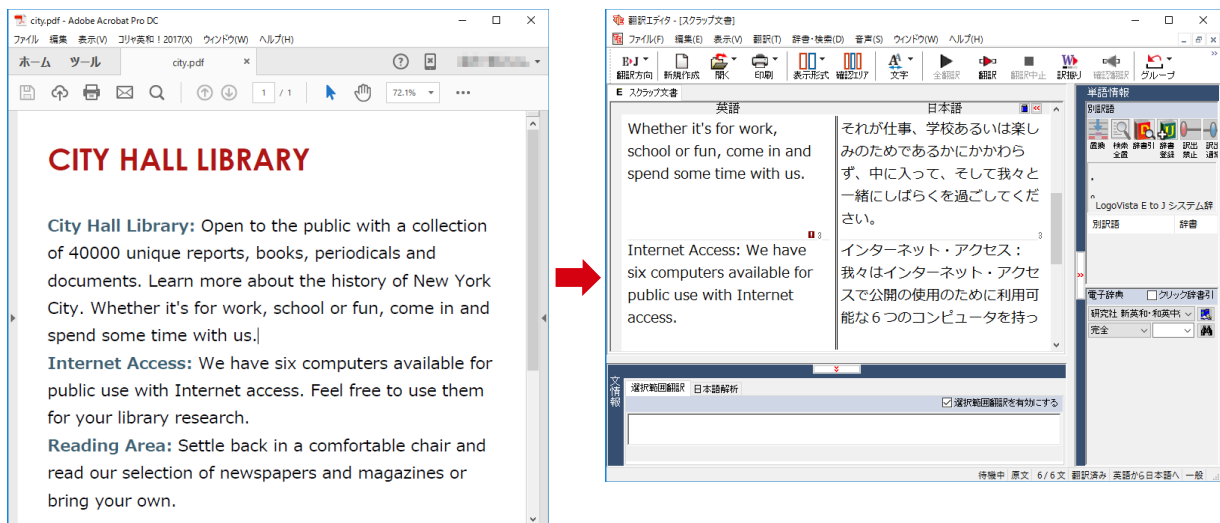 city.pdf - Adobe Acrobat Pro DC
ファイル 編集 表示(V) コリャ英和！2017(X) ウィンドウ(W) ヘルプ(H)
ホーム ツール city.pdf ×
1 / 1 72.1%
CITY HALL LIBRARY
City Hall Library: Open to the public with a collection
of 40000 unique reports, books, periodicals and
documents. Learn more about the history of New York
City. Whether it's for work, school or fun, come in and
spend some time with us.
Internet Access: We have six computers available for
public use with Internet access. Feel free to use them
for your library research.
Reading Area: Settle back in a comfortable chair and
read our selection of newspapers and magazines or
bring your own.
翻訳エディタ - [スクラップ文書]
ファイル(F) 編集(E) 表示(V) 翻訳(T) 辞書・検索(D) 音声(S) ウィンドウ(W) ヘルプ(H)
翻訳方向 新規作成 開く 印刷 表示形式 確認エリア 文字 全翻訳 翻訳 翻訳中止 訳振り 確認翻訳 グループ
E スクラップ文書
英語 日本語
Whether it's for work,
school or fun, come in and
spend some time with us.
3
それが仕事、学校あるいは楽し
みのためであるかにかかわら
ず、中に入って、そして我々と
一緒にしばらくを過ごしてくだ
さい。
3
Internet Access: We have
six computers available for
public use with Internet
access.
インターネット・アクセス：
我々はインターネット・アクセ
スで公開の使用のために利用可
能な６つのコンピュータを持っ
単語情報
別訳語
置換 検索全置 辞書引 辞書登録 訳出禁止
LogoVista E to J システム辞
別訳語 辞書
電子辞典 クリック辞書引
研究社 新英和・和英中
完全
文情報
選択範囲翻訳 日本語解析
選択範囲翻訳を有効にする
待機中 原文 6/6文 翻訳済み 英語から日本語へ 一般